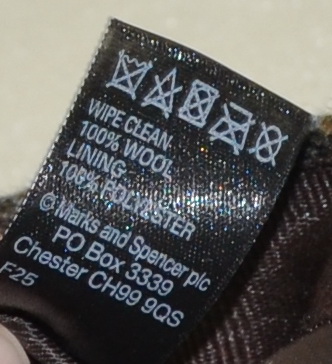 WIPE CLEAN
100% WOOL
LINING
100% POLYESTER
© Marks and Spencer plc
PO Box 3339
Chester CH99 9QS
F25